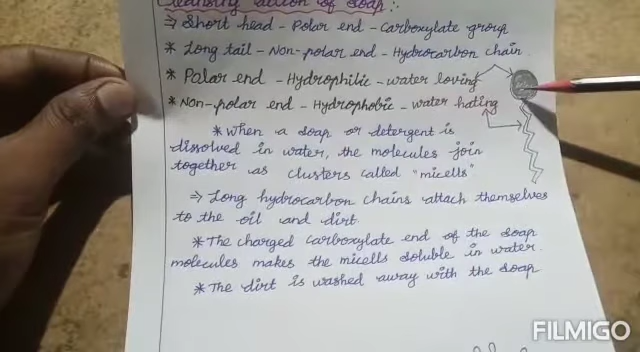 Cleansing action of soap :
⇒ Short head - Polar end - Carboxylate group
* Long tail - Non-polar end - Hydrocarbon chain.
* Polar end - Hydrophilic - water loving
* Non-polar end - Hydrophobic - water hating
* When a soap or detergent is
dissolved in water, the molecules join
together as clusters called "micells"
⇒ Long hydrocarbon chains attach themselves
to the oil and dirt.
* The charged carboxylate end of the soap
molecules makes the micells soluble in water.
* The dirt is washed away with the soap
FILMIGO